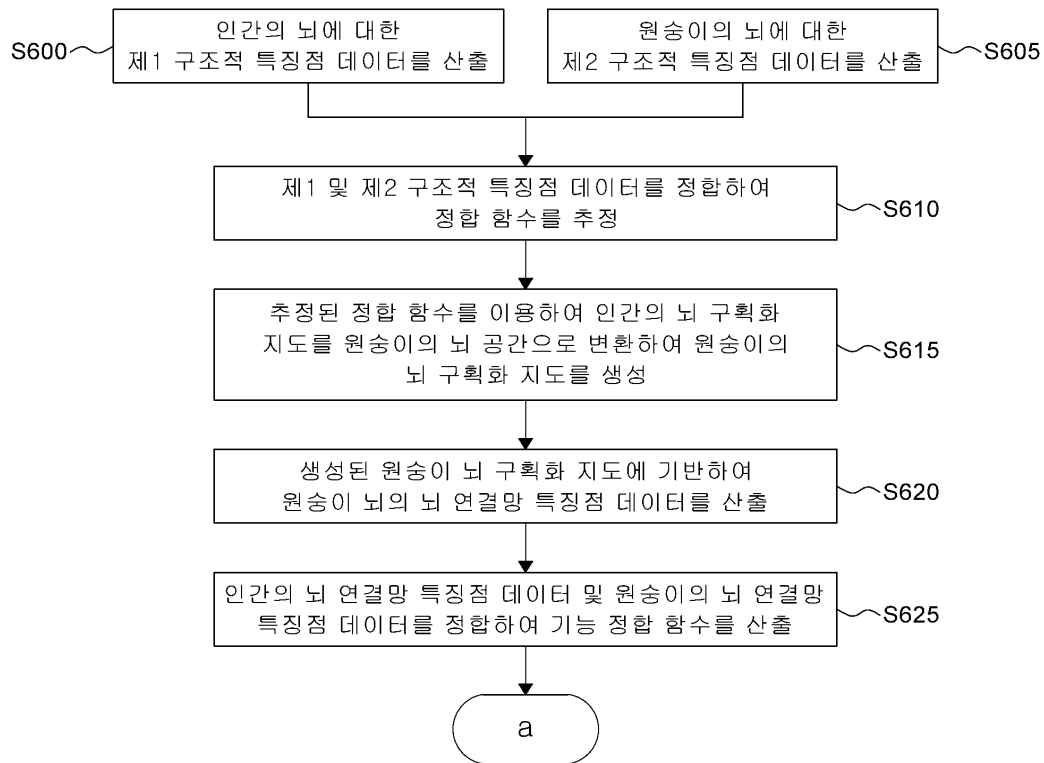 S600
인간의 뇌에 대한
제1 구조적 특징점 데이터를 산출
원숭이의 뇌에 대한
제2 구조적 특징점 데이터를 산출
S605
제1 및 제2 구조적 특징점 데이터를 정합하여
정합 함수를 추정
S610
추정된 정합 함수를 이용하여 인간의 뇌 구획화
지도를 원숭이의 뇌 공간으로 변환하여 원숭이의
뇌 구획화 지도를 생성
S615
생성된 원숭이 뇌 구획화 지도에 기반하여
원숭이 뇌의 뇌 연결망 특징점 데이터를 산출
S620
인간의 뇌 연결망 특징점 데이터 및 원숭이의 뇌 연결망
특징점 데이터를 정합하여 기능 정합 함수를 산출
S625
a